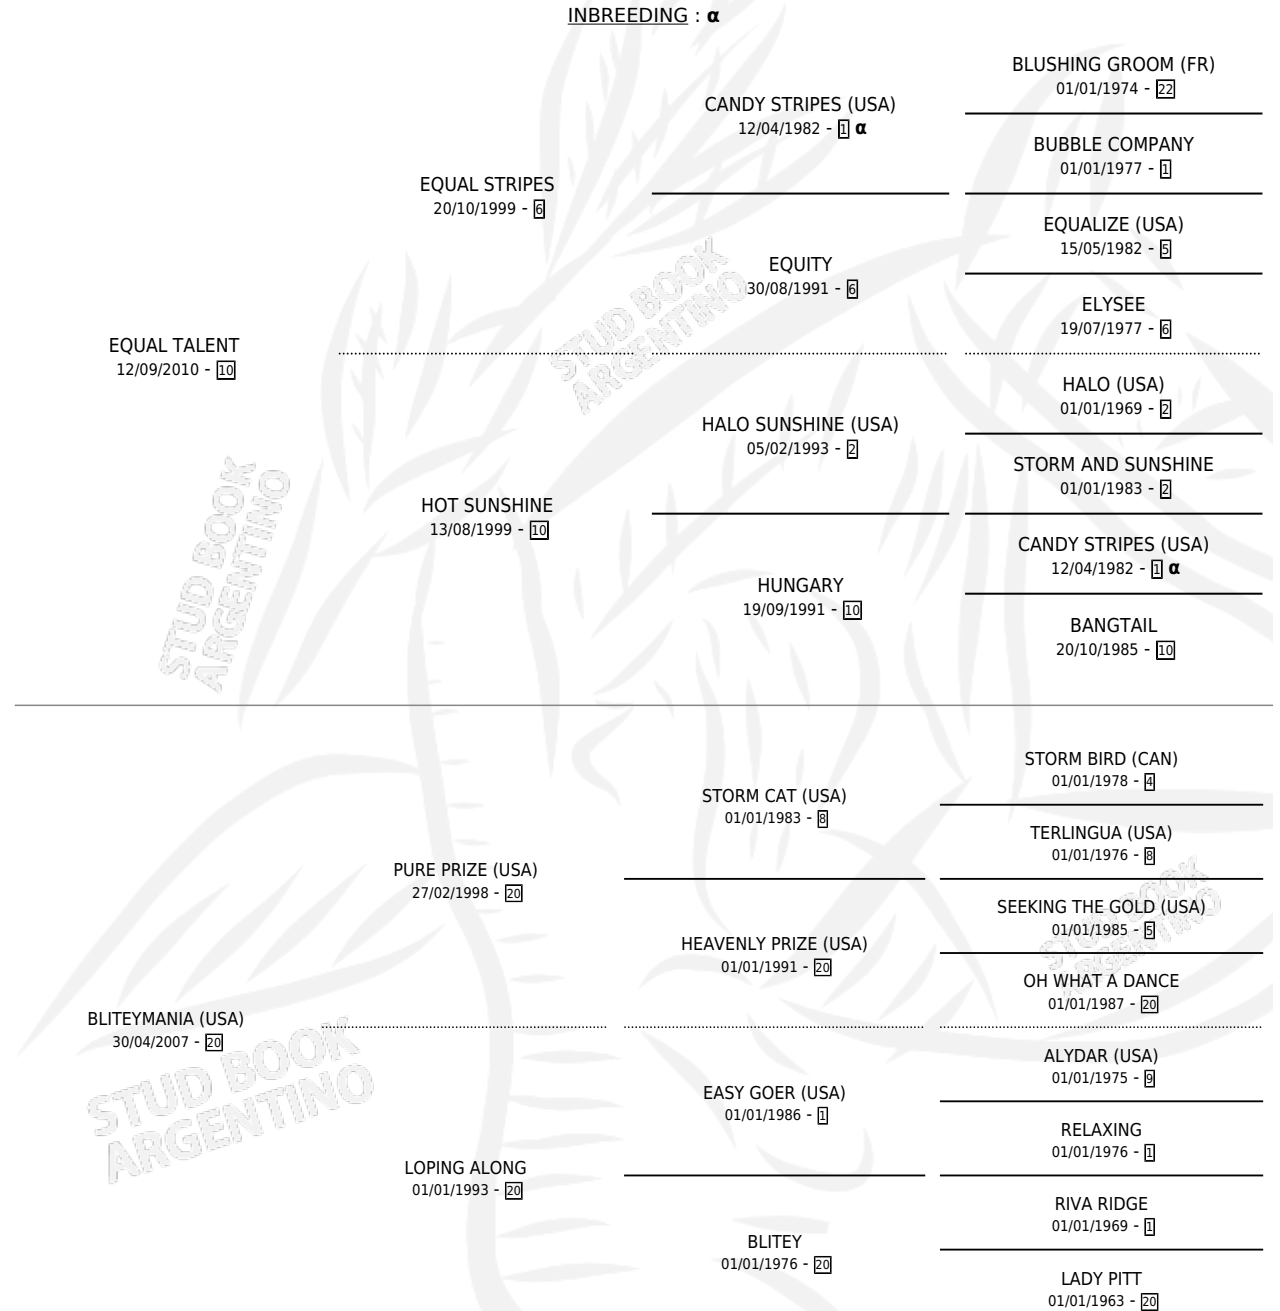 INBREEDING : α
BLUSHING GROOM (FR)
01/01/1974 - 22
CANDY STRIPES (USA)
12/04/1982 - 1 α
BUBBLE COMPANY
01/01/1977 - 1
EQUAL STRIPES
20/10/1999 - 6
EQUALIZE (USA)
15/05/1982 - 5
EQUITY
30/08/1991 - 6
ELYSEE
19/07/1977 - 6
EQUAL TALENT
12/09/2010 - 10
HALO (USA)
01/01/1969 - 2
HALO SUNSHINE (USA)
05/02/1993 - 2
STORM AND SUNSHINE
01/01/1983 - 2
HOT SUNSHINE
13/08/1999 - 10
CANDY STRIPES (USA)
12/04/1982 - 1 α
HUNGARY
19/09/1991 - 10
BANGTAIL
20/10/1985 - 10
STUD BOOK
ARGENTINO
STUD BOOK
ARGENTINO
STORM BIRD (CAN)
01/01/1978 - 4
STORM CAT (USA)
01/01/1983 - 8
TERLINGUA (USA)
01/01/1976 - 8
PURE PRIZE (USA)
27/02/1998 - 20
SEEKING THE GOLD (USA)
01/01/1985 - 5
HEAVENLY PRIZE (USA)
01/01/1991 - 20
OH WHAT A DANCE
01/01/1987 - 20
BLITEYMANIA (USA)
30/04/2007 - 20
ALYDAR (USA)
01/01/1975 - 9
EASY GOER (USA)
01/01/1986 - 1
RELAXING
01/01/1976 - 1
LOPING ALONG
01/01/1993 - 20
RIVA RIDGE
01/01/1969 - 1
BLITEY
01/01/1976 - 20
LADY PITT
01/01/1963 - 20
STUD BOOK
ARGENTINO
STUD BOOK
ARGENTINO